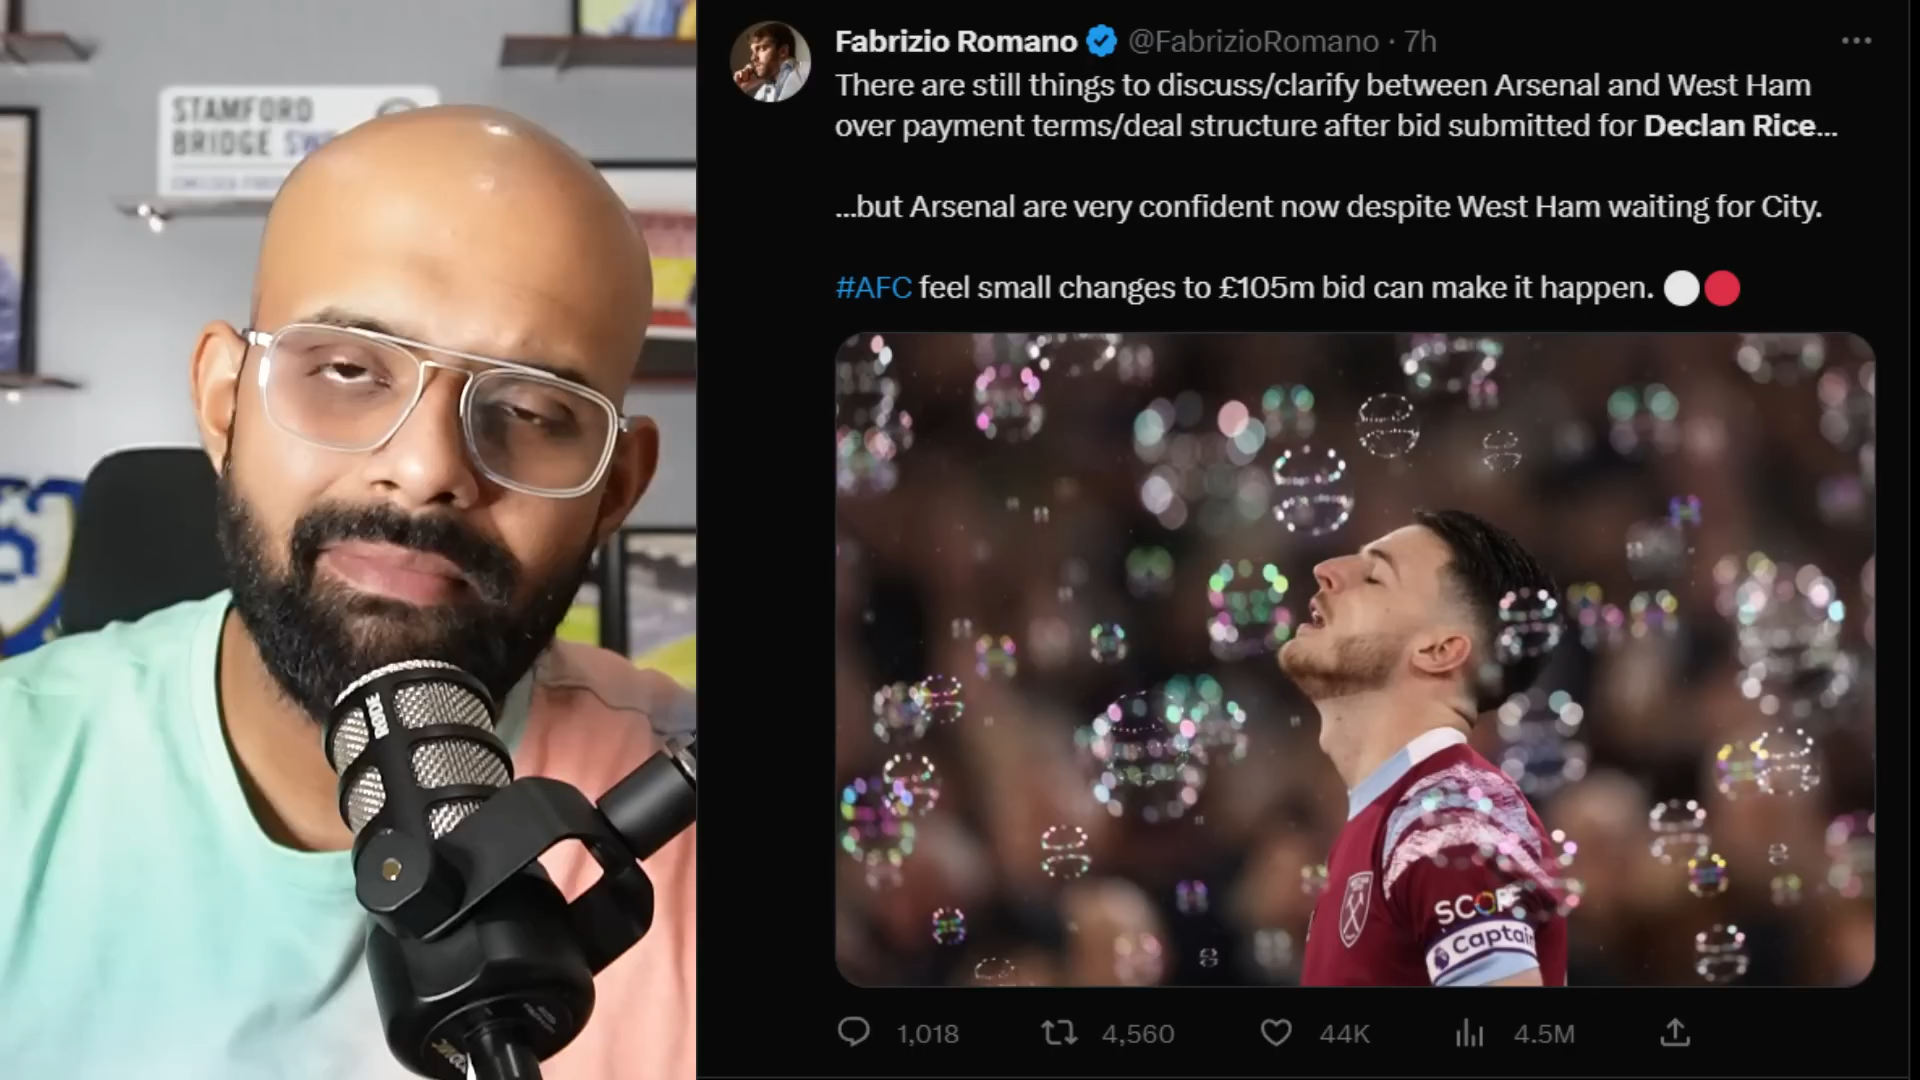 STAMFORD
BRIDGE SW
RODE
Fabrizio Romano @FabrizioRomano · 7h
There are still things to discuss/clarify between Arsenal and West Ham
over payment terms/deal structure after bid submitted for Declan Rice...
...but Arsenal are very confident now despite West Ham waiting for City.
#AFC feel small changes to £105m bid can make it happen.
SCOPE
Captain
1,018 4,560 44K 4.5M